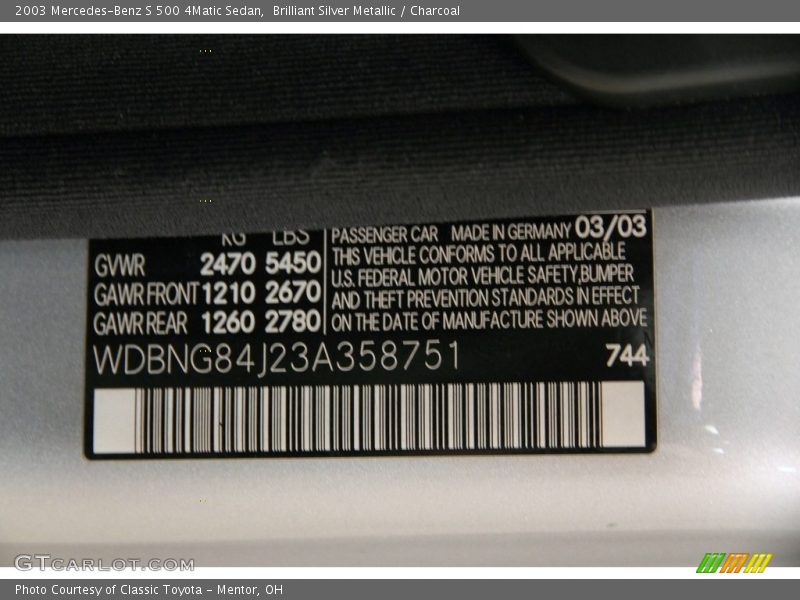 2003 Mercedes-Benz S 500 4Matic Sedan,  Brilliant Silver Metallic / Charcoal
KG LBS
GVWR 2470 5450
GAWR FRONT 1210 2670
GAWR REAR 1260 2780
PASSENGER CAR MADE IN GERMANY 03/03
THIS VEHICLE CONFORMS TO ALL APPLICABLE
U.S. FEDERAL MOTOR VEHICLE SAFETY,BUMPER
AND THEFT PREVENTION STANDARDS IN EFFECT
ON THE DATE OF MANUFACTURE SHOWN ABOVE
WDBNG84J23A358751 744
GTCARLOT.COM
Photo Courtesy of Classic Toyota - Mentor, OH